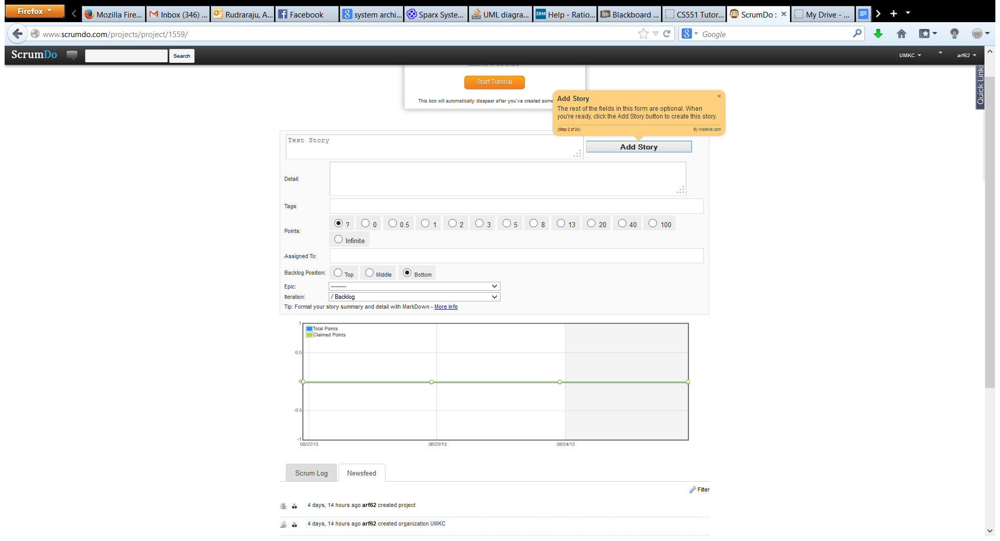 Firefox
Mozilla Fire...
Inbox (346) ...
Rudraraju, A...
Facebook
system archi...
Sparx Syste...
UML diagra...
IBM Help - Ratio...
Bb Blackboard ...
CS551 Tutor...
ScrumDo :
My Drive - ...
www.scrumdo.com/projects/project/1559/
Google
ScrumDo
Search
UMKC
arf62
Quick Links
Start Tutorial
This box will automatically disapear after you've created some
Add Story
The rest of the fields in this form are optional. When
you're ready, click the Add Story button to create this story.
(Step 2 of 24)
By WalkMe.com
Test Story
Add Story
Detail:
Tags:
Points:
? 0 0.5 1 2 3 5 8 13 20 40 100
Infinite
Assigned To:
Backlog Position:
Top Middle Bottom
Epic:
----------
Iteration:
/ Backlog
Tip: Format your story summary and detail with MarkDown - More info
Total Points
Claimed Points
1
0.5
0
-0.5
-1
08/22/13
08/23/13
08/24/13
Scrum Log
Newsfeed
Filter
4 days, 14 hours ago arf62 created project
4 days, 14 hours ago arf62 created organization UMKC